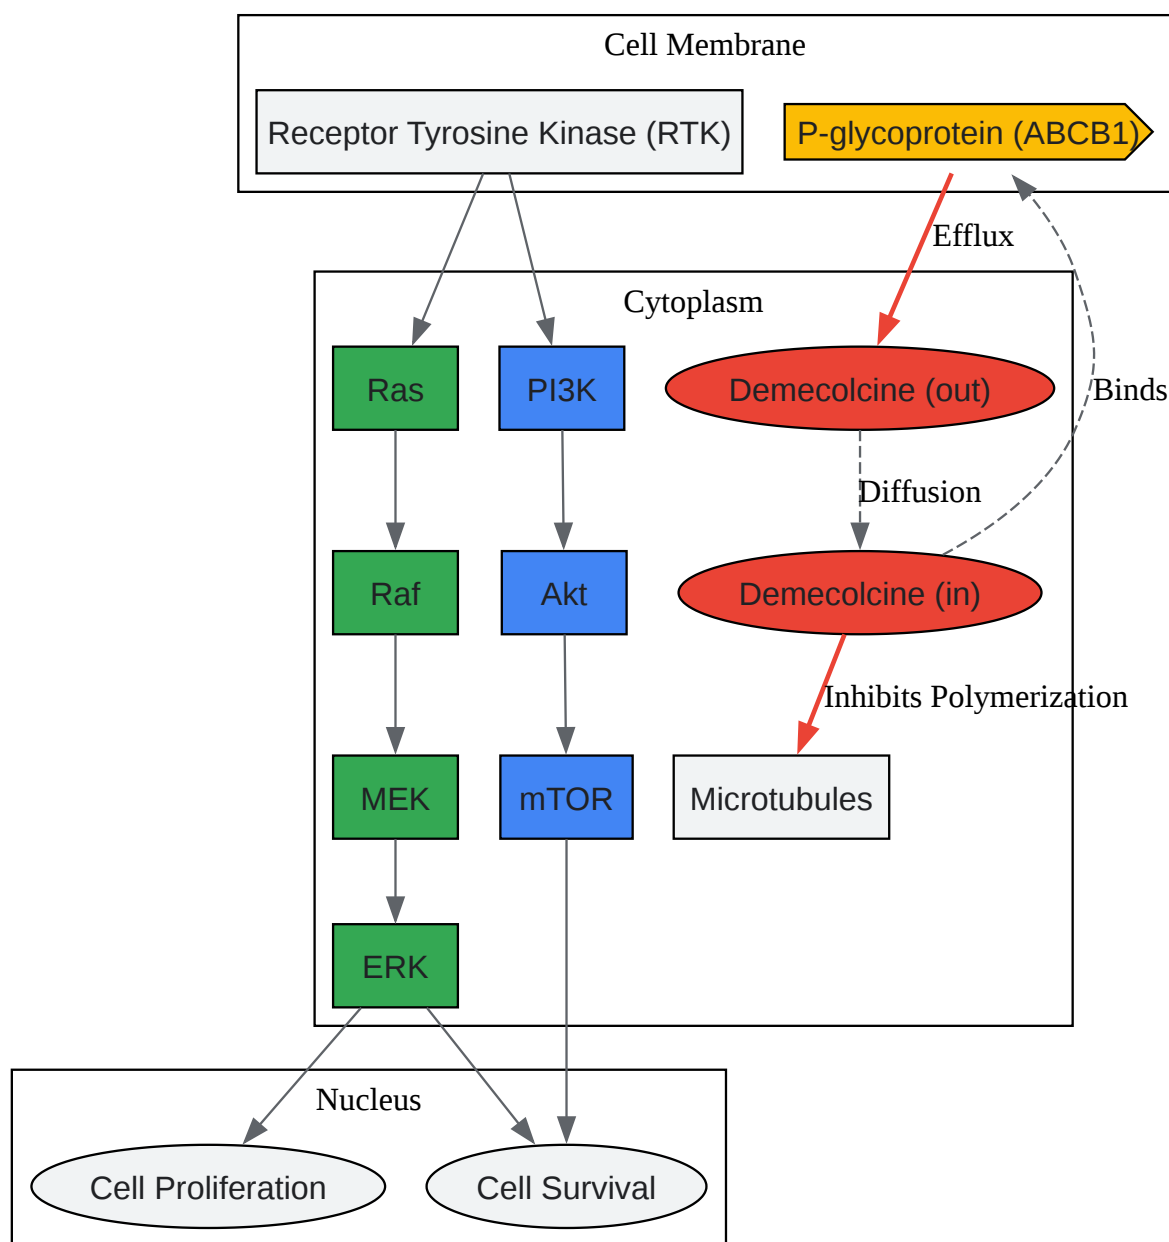 Cell Membrane
Receptor Tyrosine Kinase (RTK)
P-glycoprotein (ABCB1)
Efflux
Cytoplasm
Ras
PI3K
Demecolcine (out)
Binds
Diffusion
Raf
Akt
Demecolcine (in)
Inhibits Polymerization
MEK
mTOR
Microtubules
ERK
Nucleus
Cell Proliferation
Cell Survival